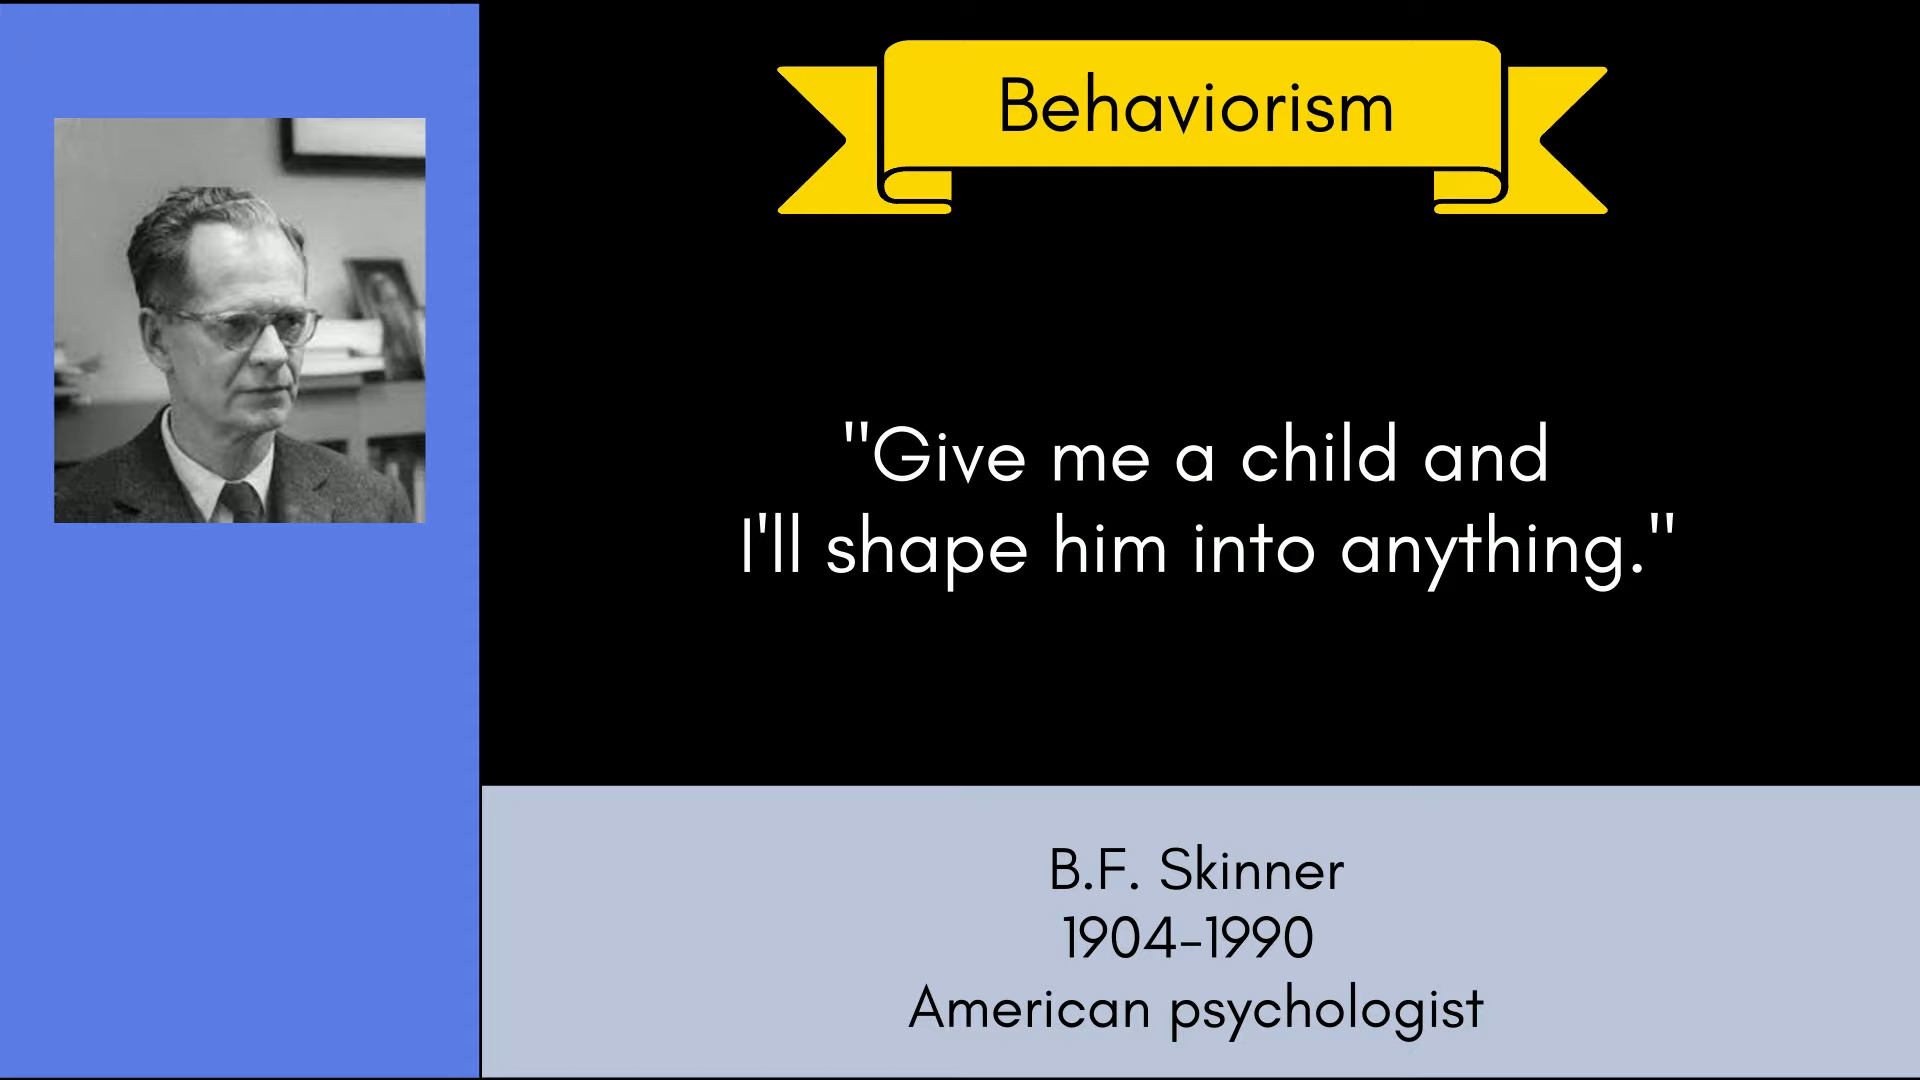 Behaviorism
"Give me a child and
I'll shape him into anything."
B.F. Skinner
1904-1990
American psychologist